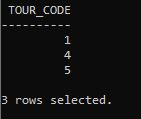 TOUR_CODE
----------
1
4
5
3 rows selected.